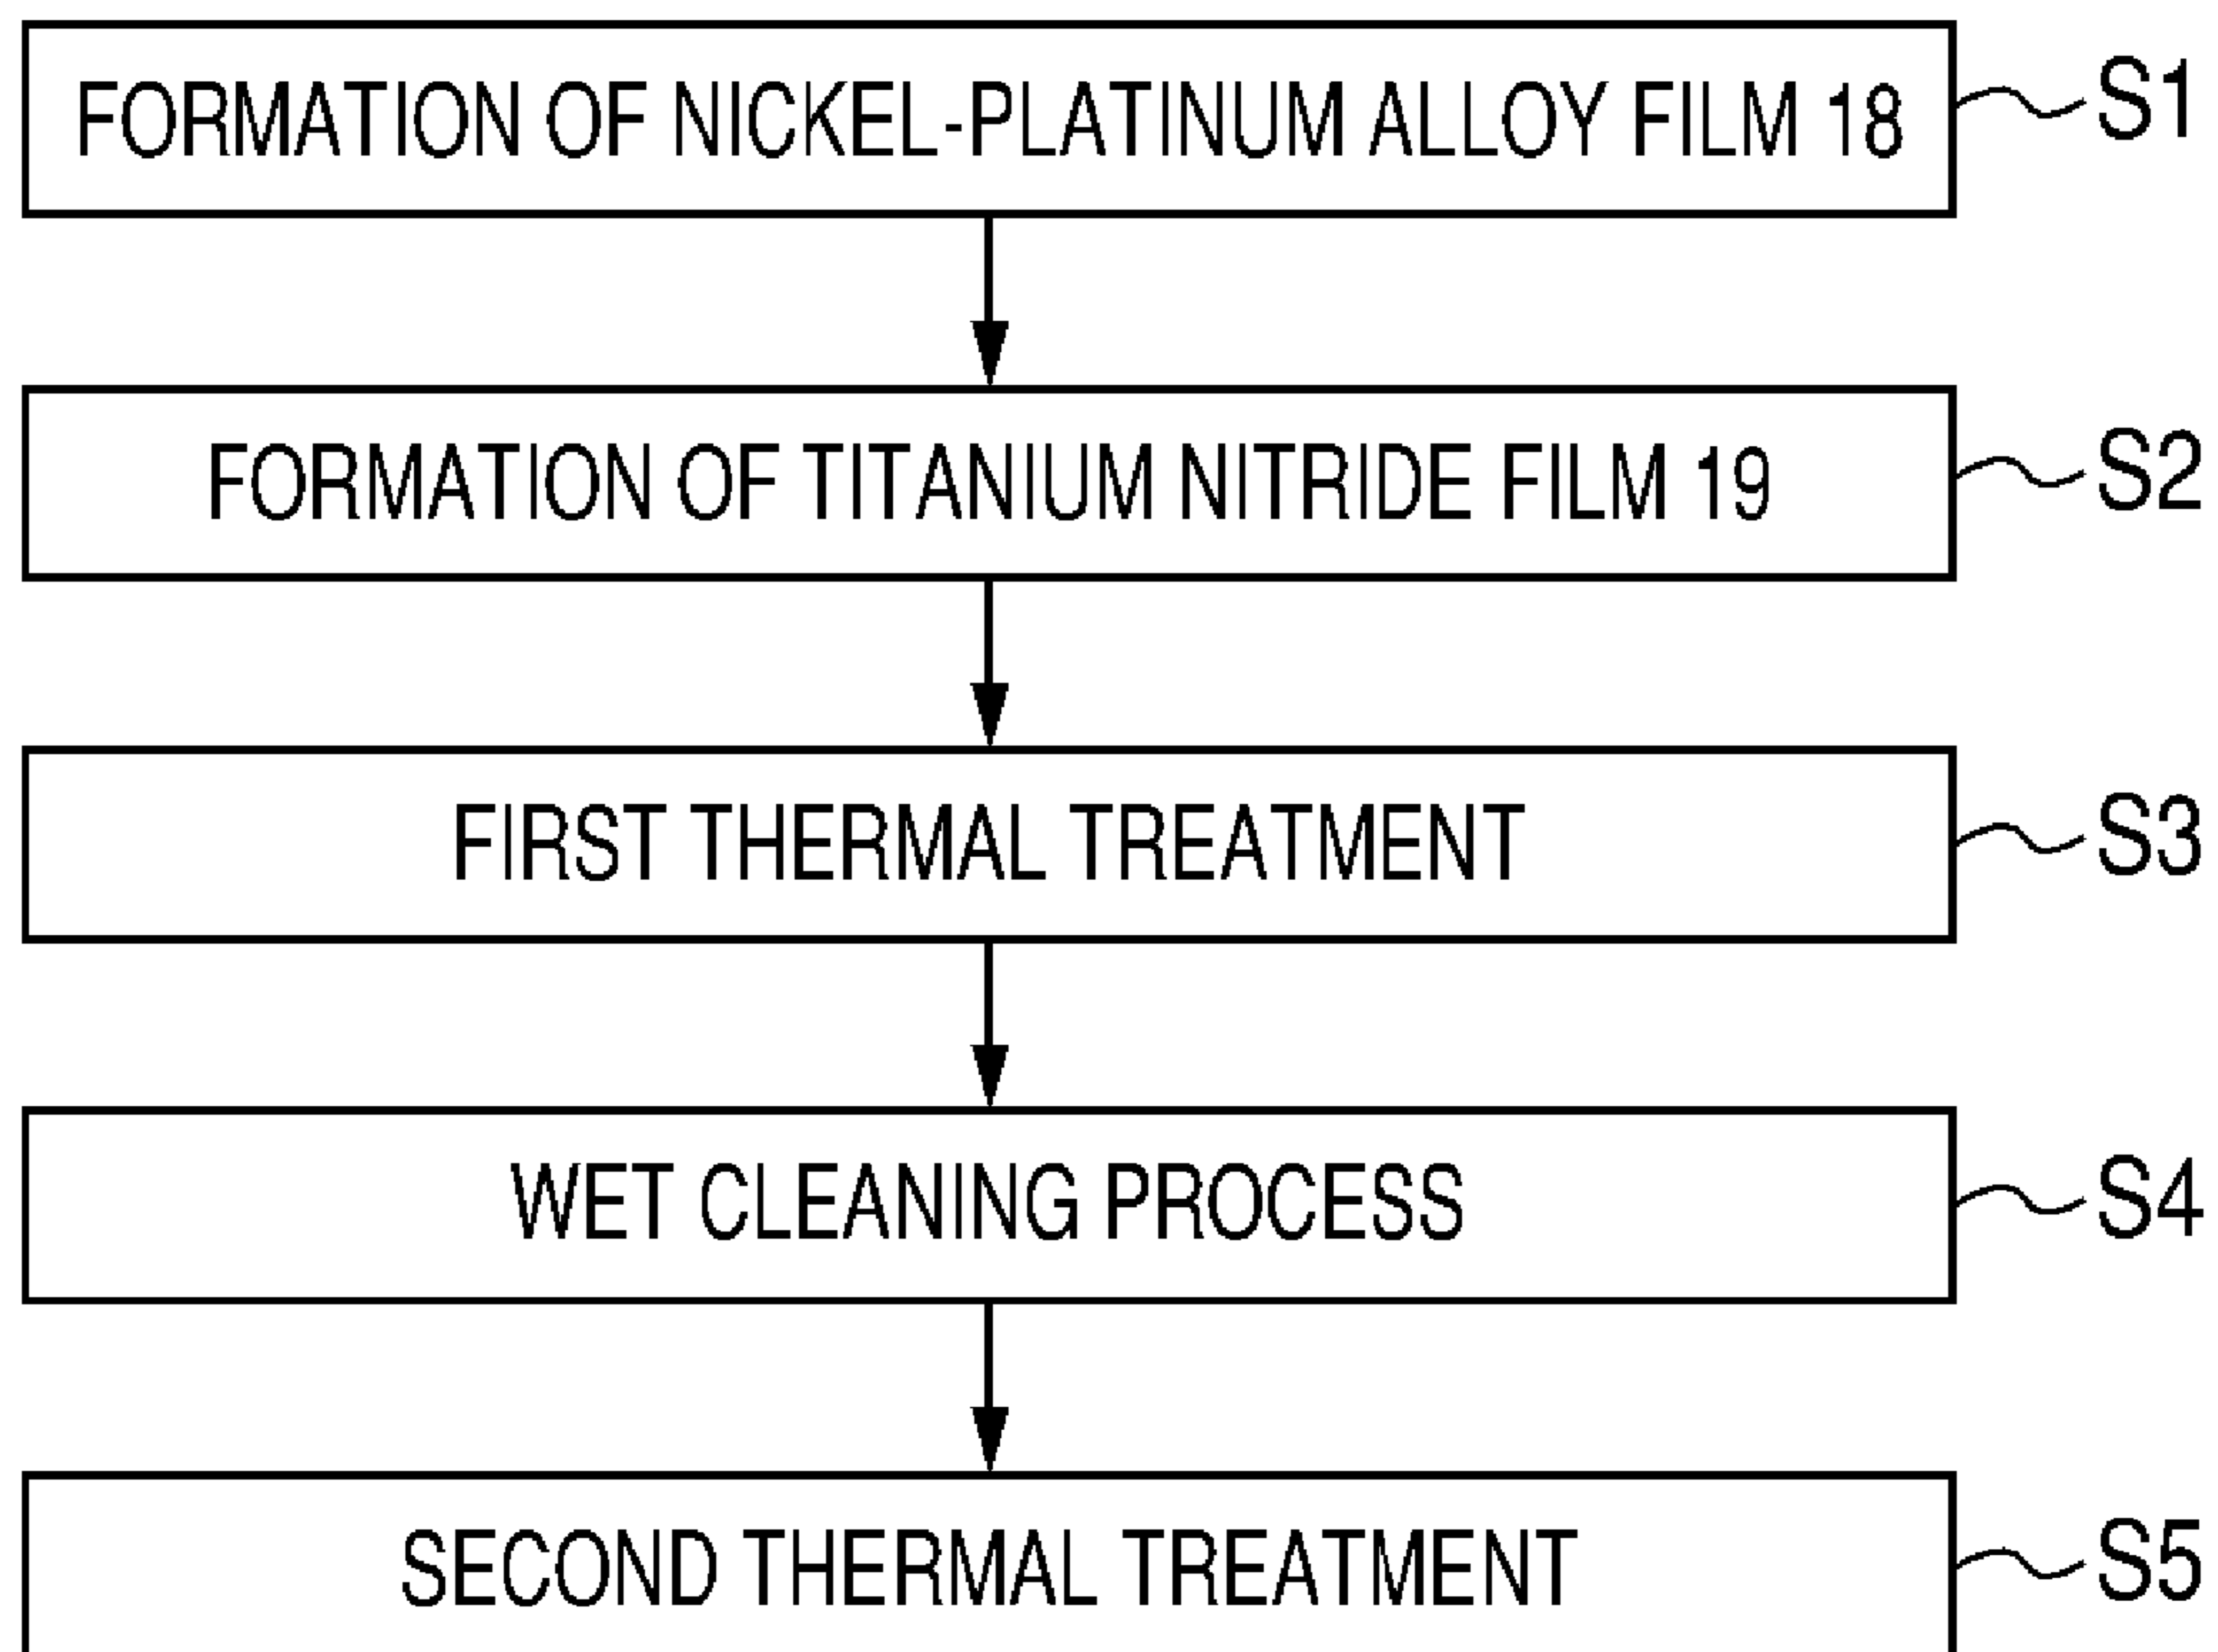 FORMATION OF NICKEL-PLATINUM ALLOY FILM 18 S1
FORMATION OF TITANIUM NITRIDE FILM 19 S2
FIRST THERMAL TREATMENT S3
WET CLEANING PROCESS S4
SECOND THERMAL TREATMENT S5